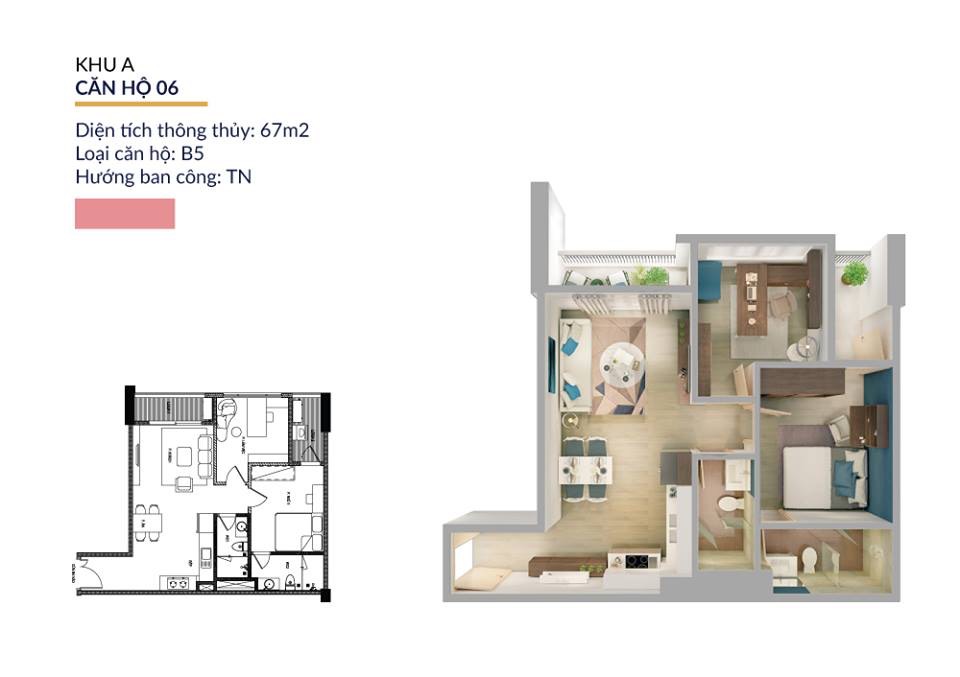 KHU A
CĂN HỘ 06
Diện tích thông thủy: 67m2
Loại căn hộ: B5
Hướng ban công: TN